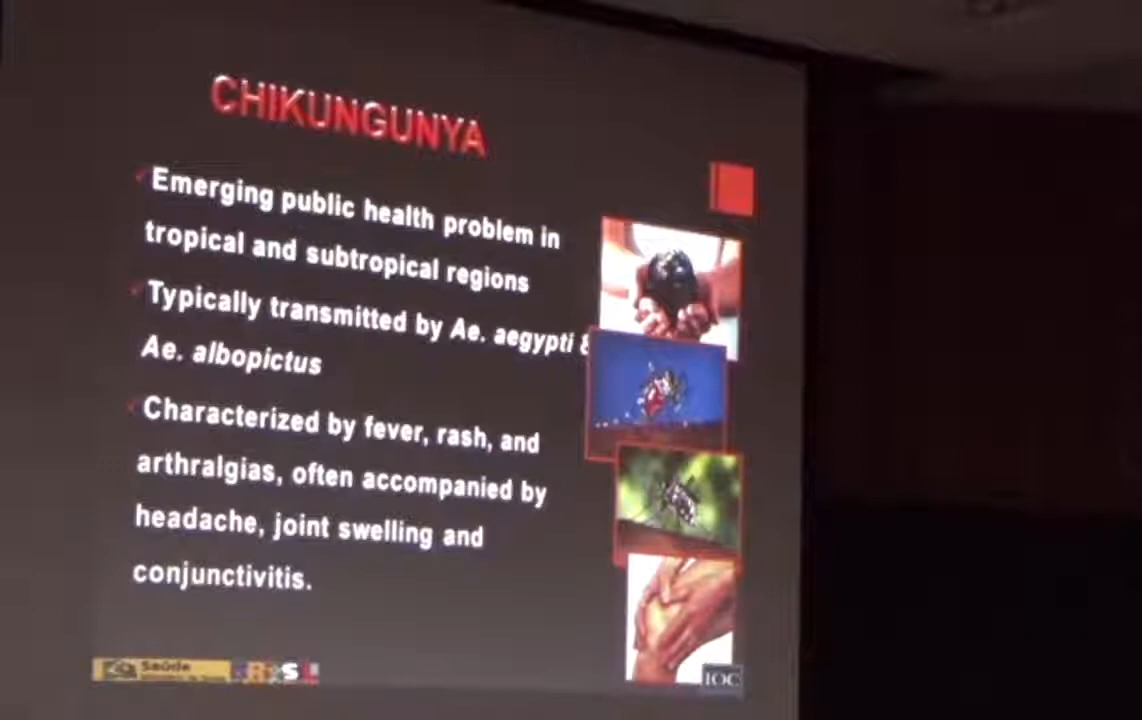 CHIKUNGUNYA
Emerging public health problem in
tropical and subtropical regions
Typically transmitted by Ae. aegypti &
Ae. albopictus
Characterized by fever, rash, and
arthralgias, often accompanied by
headache, joint swelling and
conjunctivitis.
Saúde
IOC